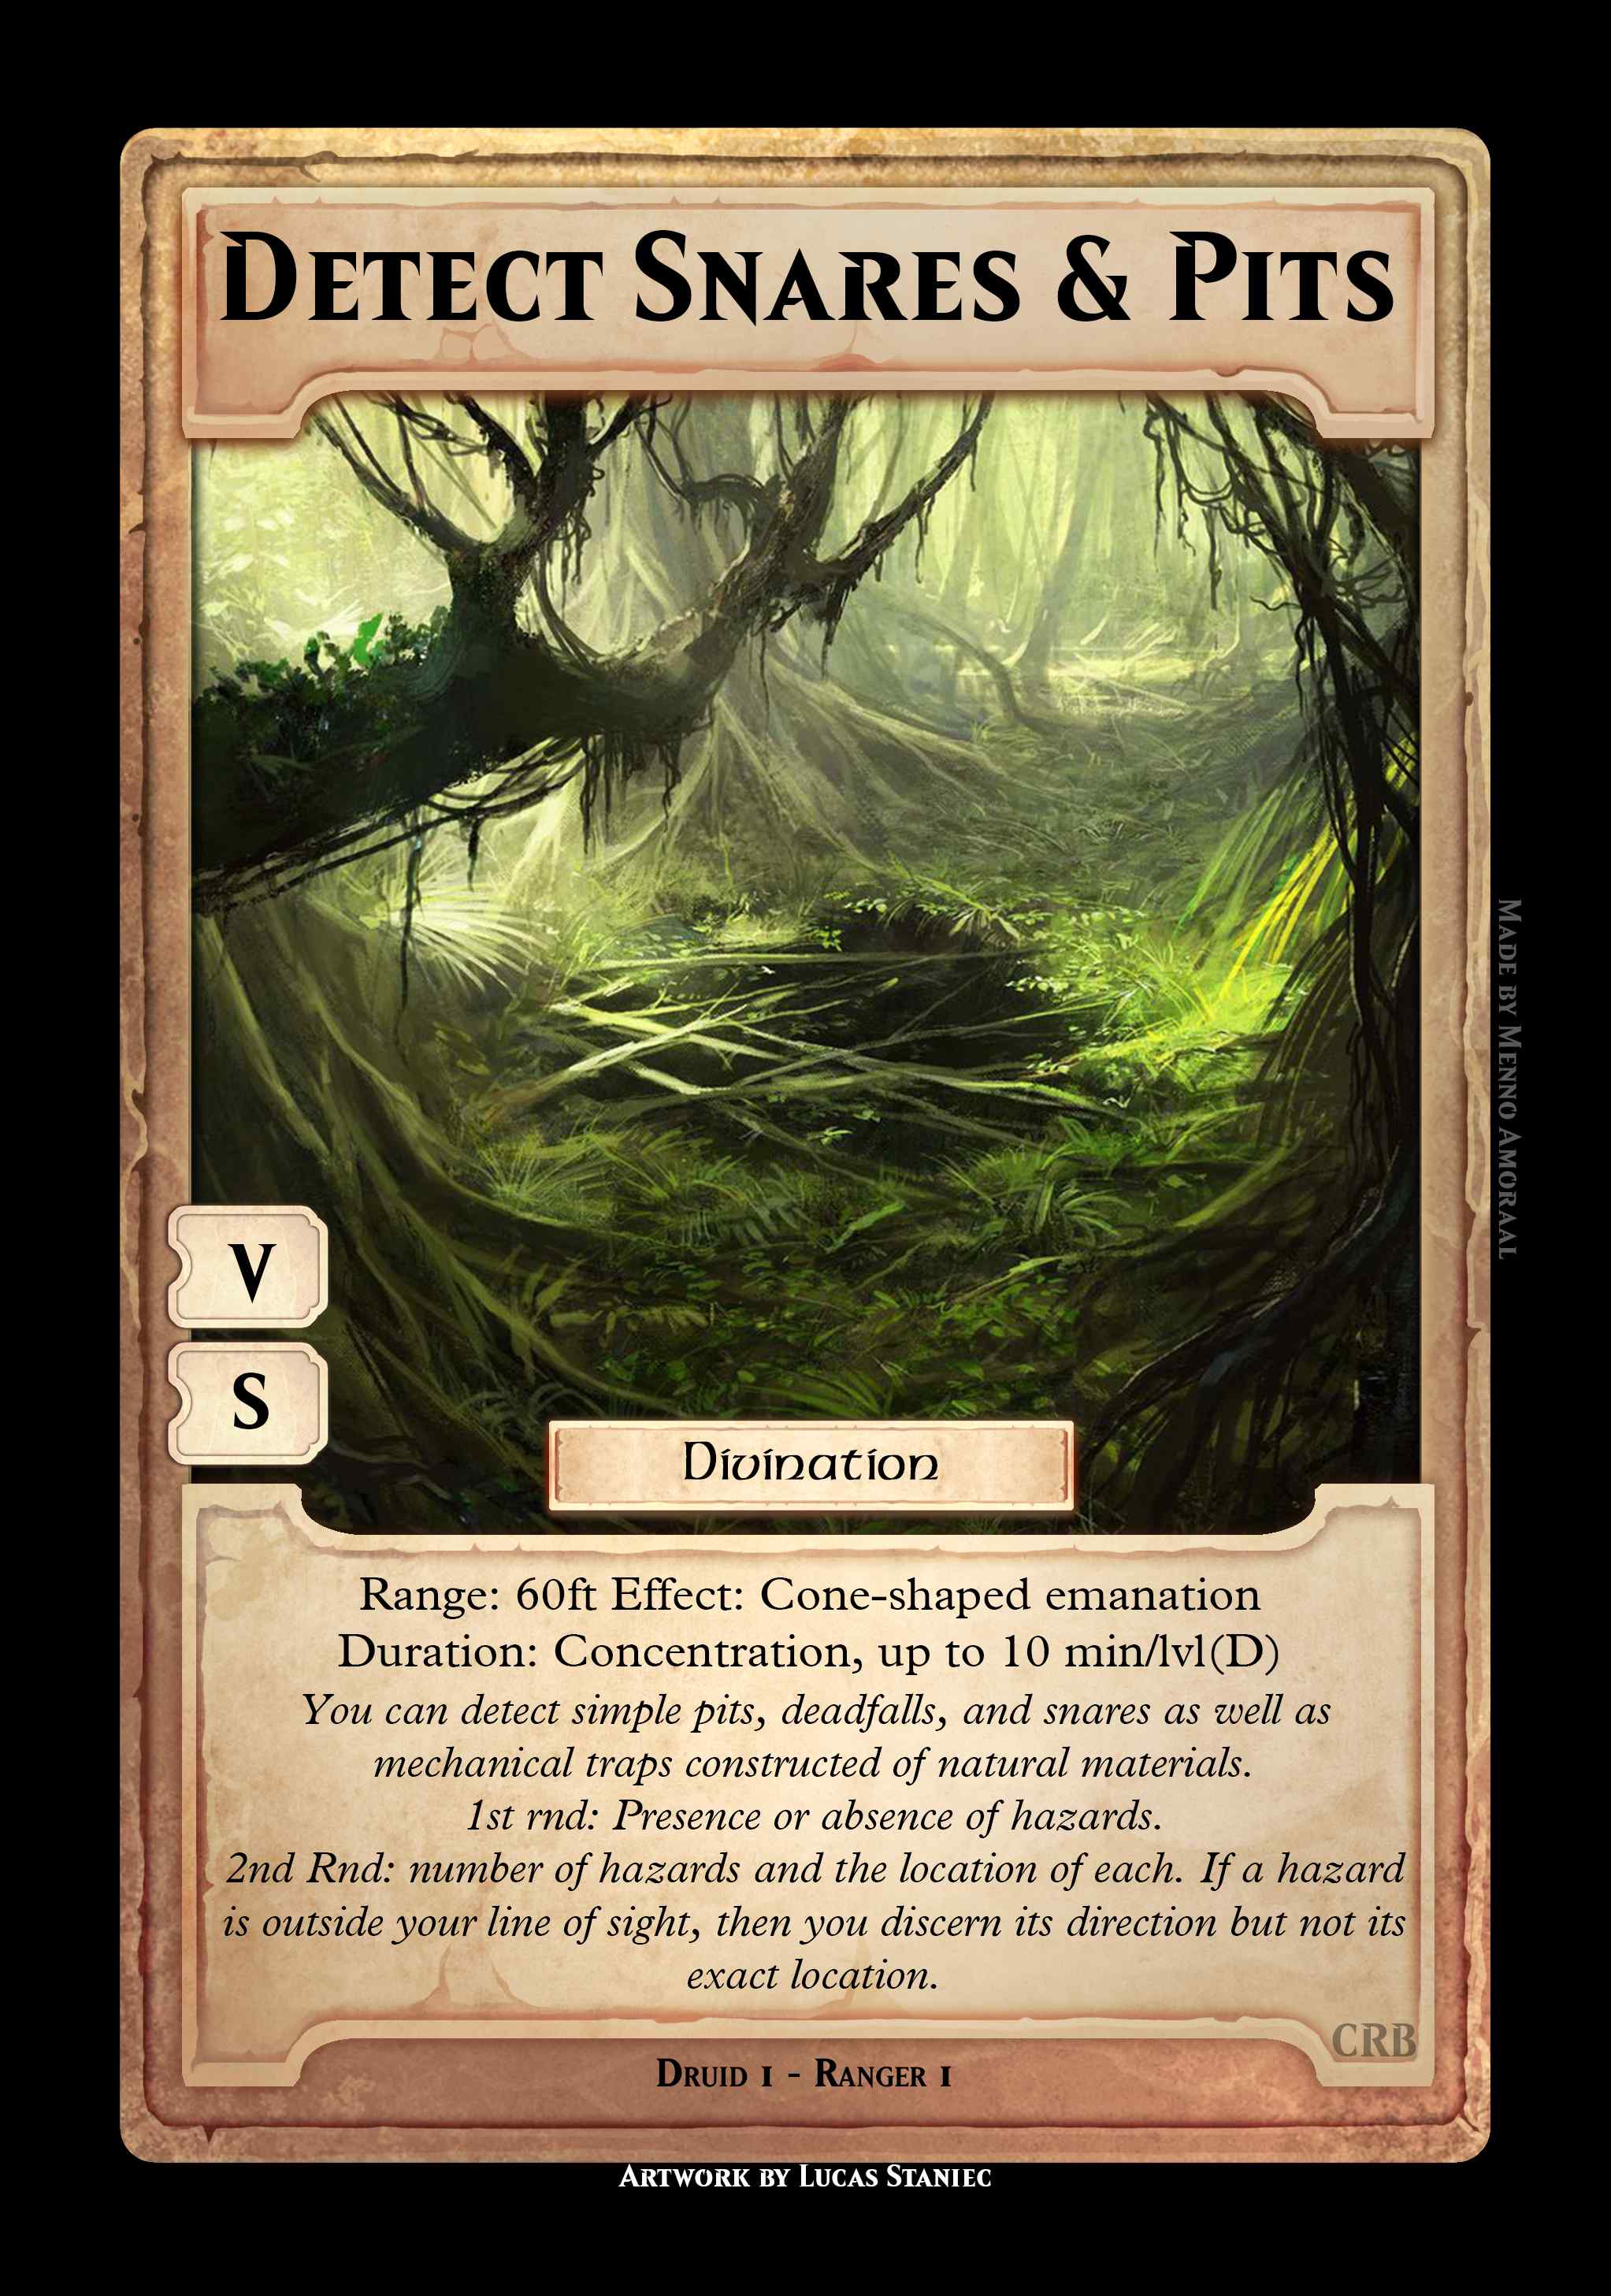 Detect Snares & Pits
Made by Menno Amoraal
V
S
Divination
Range: 60ft Effect: Cone-shaped emanation
Duration: Concentration, up to 10 min/lvl(D)
You can detect simple pits, deadfalls, and snares as well as
mechanical traps constructed of natural materials.
1st rnd: Presence or absence of hazards.
2nd Rnd: number of hazards and the location of each. If a hazard
is outside your line of sight, then you discern its direction but not its
exact location.
CRB
Druid 1 - Ranger 1
Artwork by Lucas Staniec